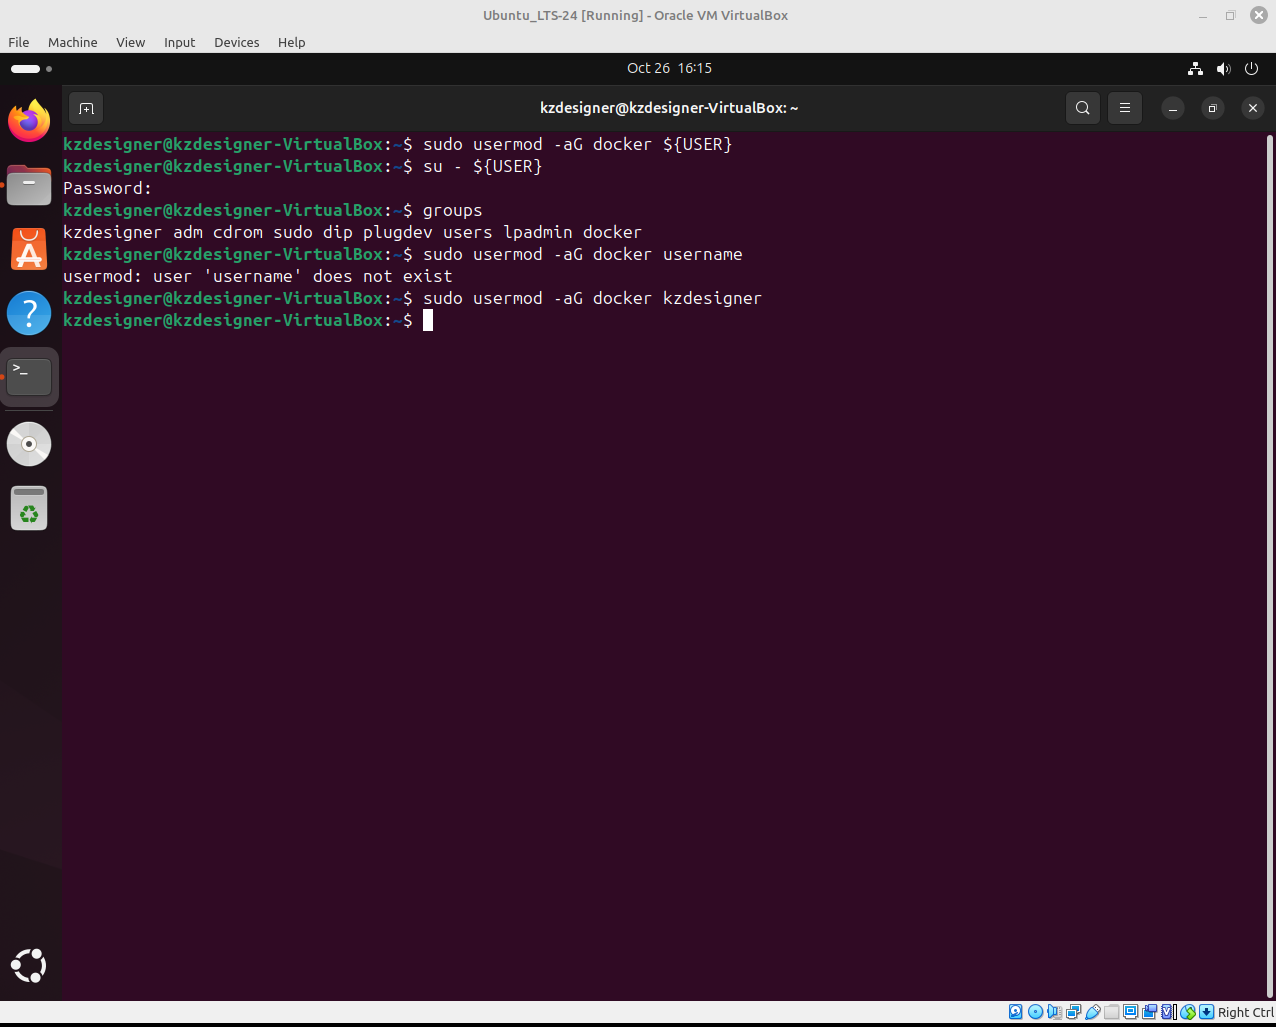 Ubuntu_LTS-24 [Running] - Oracle VM VirtualBox
File Machine View Input Devices Help
Oct 26 16:15
kzdesigner@kzdesigner-VirtualBox: ~
kzdesigner@kzdesigner-VirtualBox:~$ sudo usermod -aG docker ${USER}
kzdesigner@kzdesigner-VirtualBox:~$ su - ${USER}
Password:
kzdesigner@kzdesigner-VirtualBox:~$ groups
kzdesigner adm cdrom sudo dip plugdev users lpadmin docker
kzdesigner@kzdesigner-VirtualBox:~$ sudo usermod -aG docker username
usermod: user 'username' does not exist
kzdesigner@kzdesigner-VirtualBox:~$ sudo usermod -aG docker kzdesigner
kzdesigner@kzdesigner-VirtualBox:~$
Right Ctrl